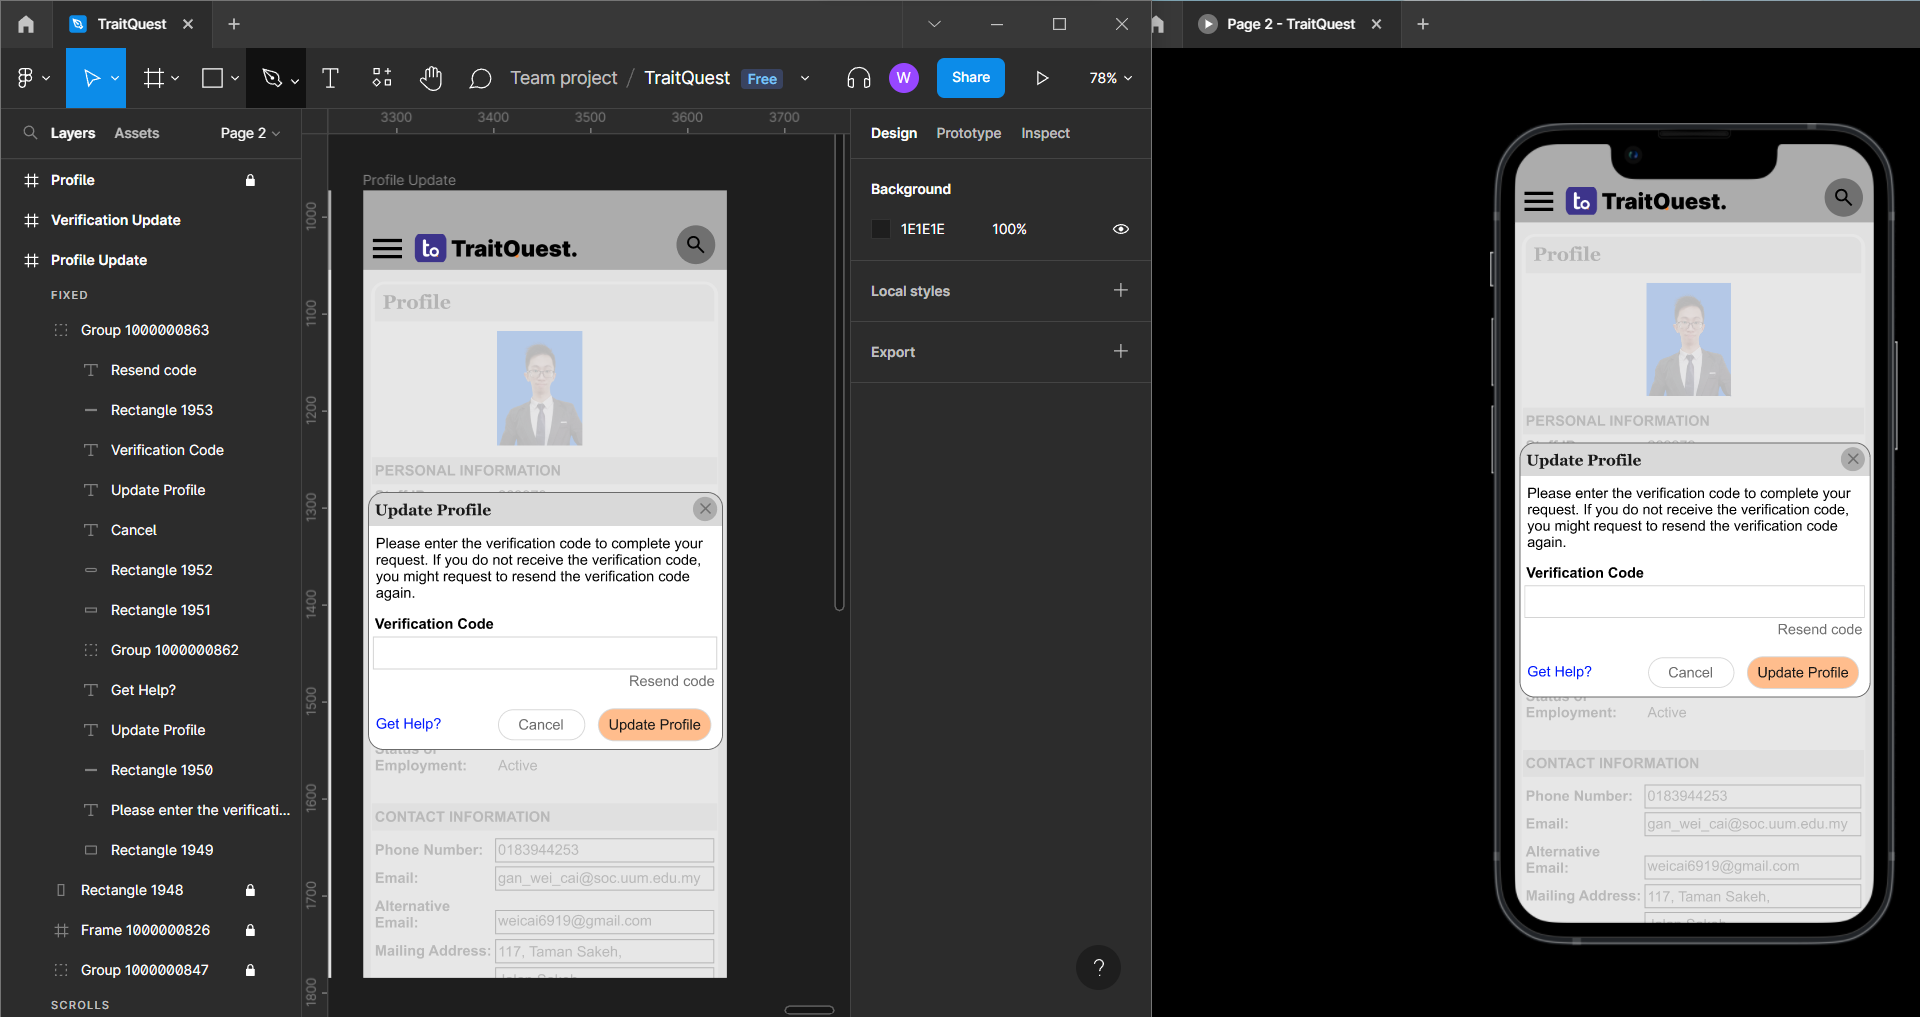 TraitQuest
Page 2 - TraitQuest
Team project / TraitQuest Free
W
Share
78%
Layers
Assets
Page 2
3300
3400
3500
3600
3700
Design
Prototype
Inspect
Profile
Verification Update
Profile Update
FIXED
Group 1000000863
Resend code
Rectangle 1953
Verification Code
Update Profile
Cancel
Rectangle 1952
Rectangle 1951
Group 1000000862
Get Help?
Update Profile
Rectangle 1950
Please enter the verificati...
Rectangle 1949
Rectangle 1948
Frame 1000000826
Group 1000000847
SCROLLS
1000
1100
1200
1300
1400
1500
1600
1700
1800
Profile Update
to TraitQuest.
Profile
PERSONAL INFORMATION
Update Profile
Please enter the verification code to complete your
request. If you do not receive the verification code,
you might request to resend the verification code
again.
Verification Code
Resend code
Get Help?
Cancel
Update Profile
Status of
Employment: Active
CONTACT INFORMATION
Phone Number: 0183944253
Email: gan_wei_cai@soc.uum.edu.my
Alternative
Email: weicai6919@gmail.com
Mailing Address: 117, Taman Sakeh,
Background
1E1E1E
100%
Local styles
Export
?
to TraitQuest.
Profile
PERSONAL INFORMATION
Update Profile
Please enter the verification code to complete your
request. If you do not receive the verification code,
you might request to resend the verification code
again.
Verification Code
Resend code
Get Help?
Cancel
Update Profile
Status of
Employment: Active
CONTACT INFORMATION
Phone Number: 0183944253
Email: gan_wei_cai@soc.uum.edu.my
Alternative
Email: weicai6919@gmail.com
Mailing Address: 117, Taman Sakeh,